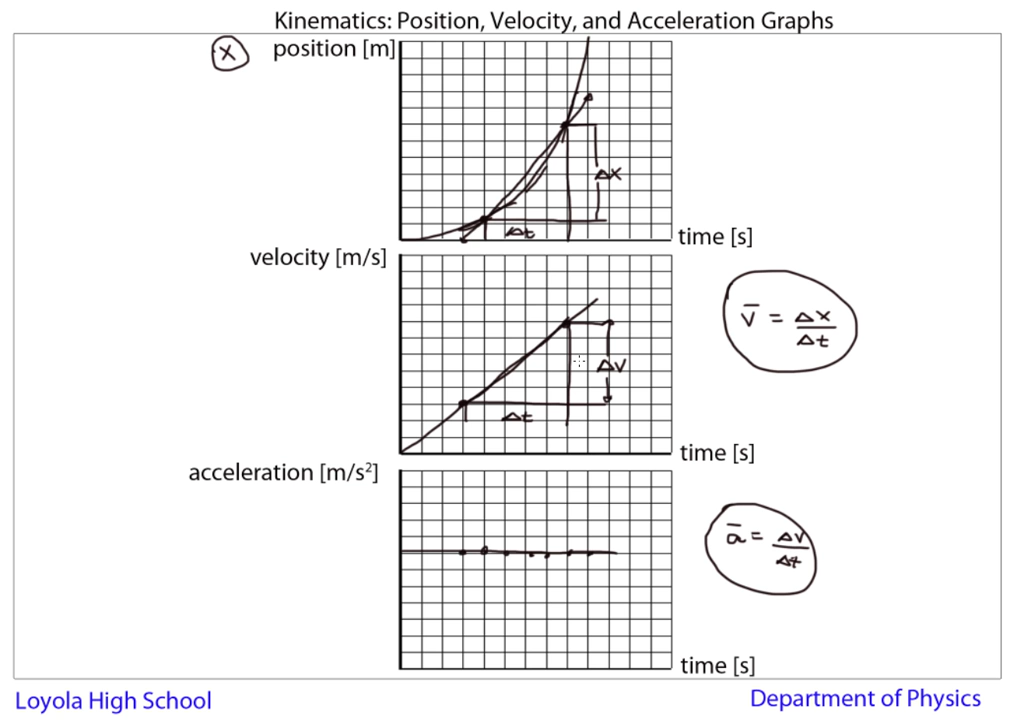 Kinematics: Position, Velocity, and Acceleration Graphs
x position [m]
Δx
Δt
time [s]
velocity [m/s]
v̄ = Δx/Δt
Δv
Δt
time [s]
acceleration [m/s²]
ā = Δv/Δt
time [s]
Loyola High School
Department of Physics